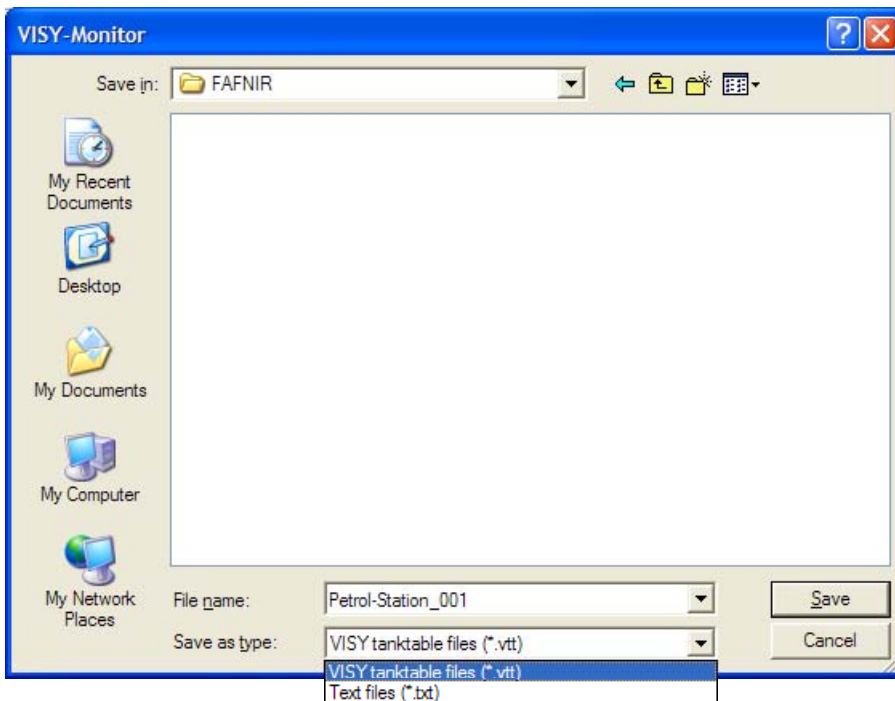 VISY-Monitor
Save in:
FAFNIR
My Recent
Documents
Desktop
My Documents
My Computer
My Network
Places
File name:
Petrol-Station_001
Save
Save as type:
VISY tanktable files (*.vtt)
Cancel
VISY tanktable files (*.vtt)
Text files (*.txt)